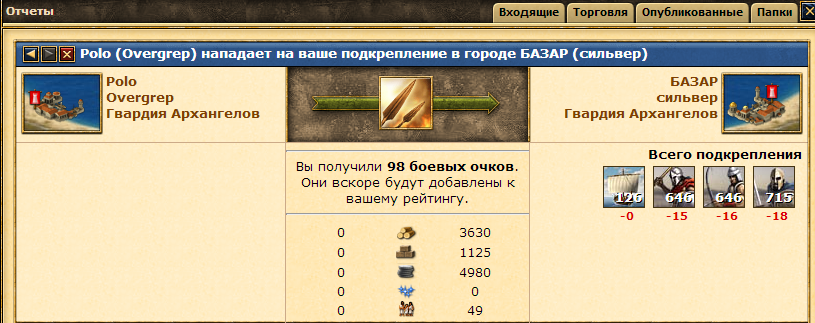 Отчеты
Входящие Торговля Опубликованные Папки
Polo (Overgrep) нападает на ваше подкрепление в городе БАЗАР (сильвер)
Polo
Overgrep
Гвардия Архангелов
БАЗАР
сильвер
Гвардия Архангелов
Вы получили 98 боевых очков.
Они вскоре будут добавлены к
вашему рейтингу.
Всего подкрепления
126 646 646 715
-0 -15 -16 -18
0 3630
0 1125
0 4980
0 0
0 49